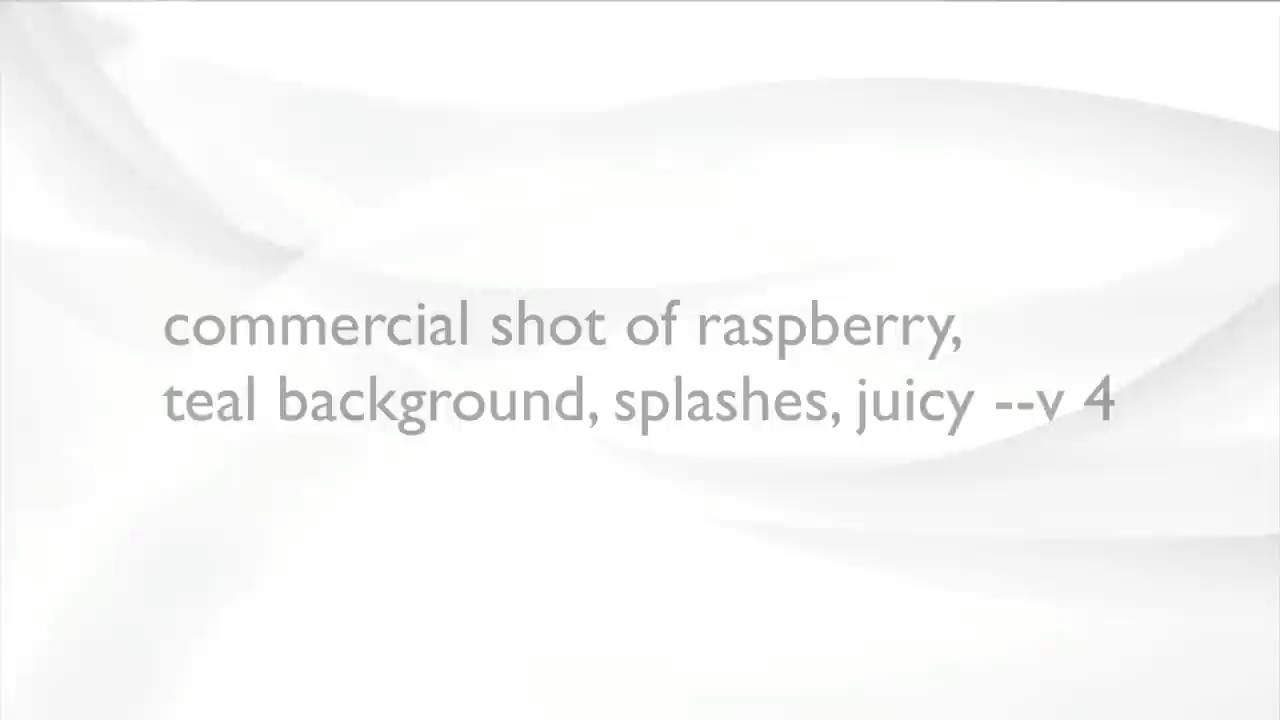 commercial shot of raspberry,
teal background, splashes, juicy --v 4